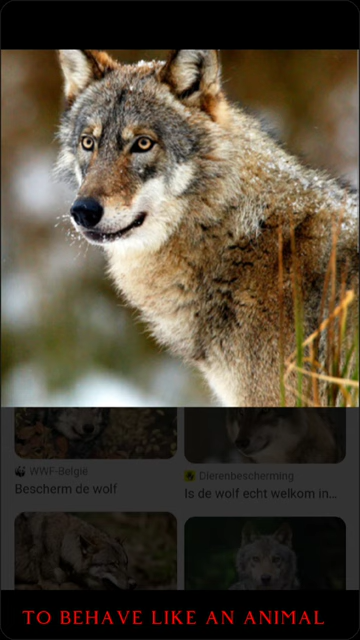 WWF-België
Dierenbescherming
Bescherm de wolf
Is de wolf echt welkom in...
TO BEHAVE LIKE AN ANIMAL